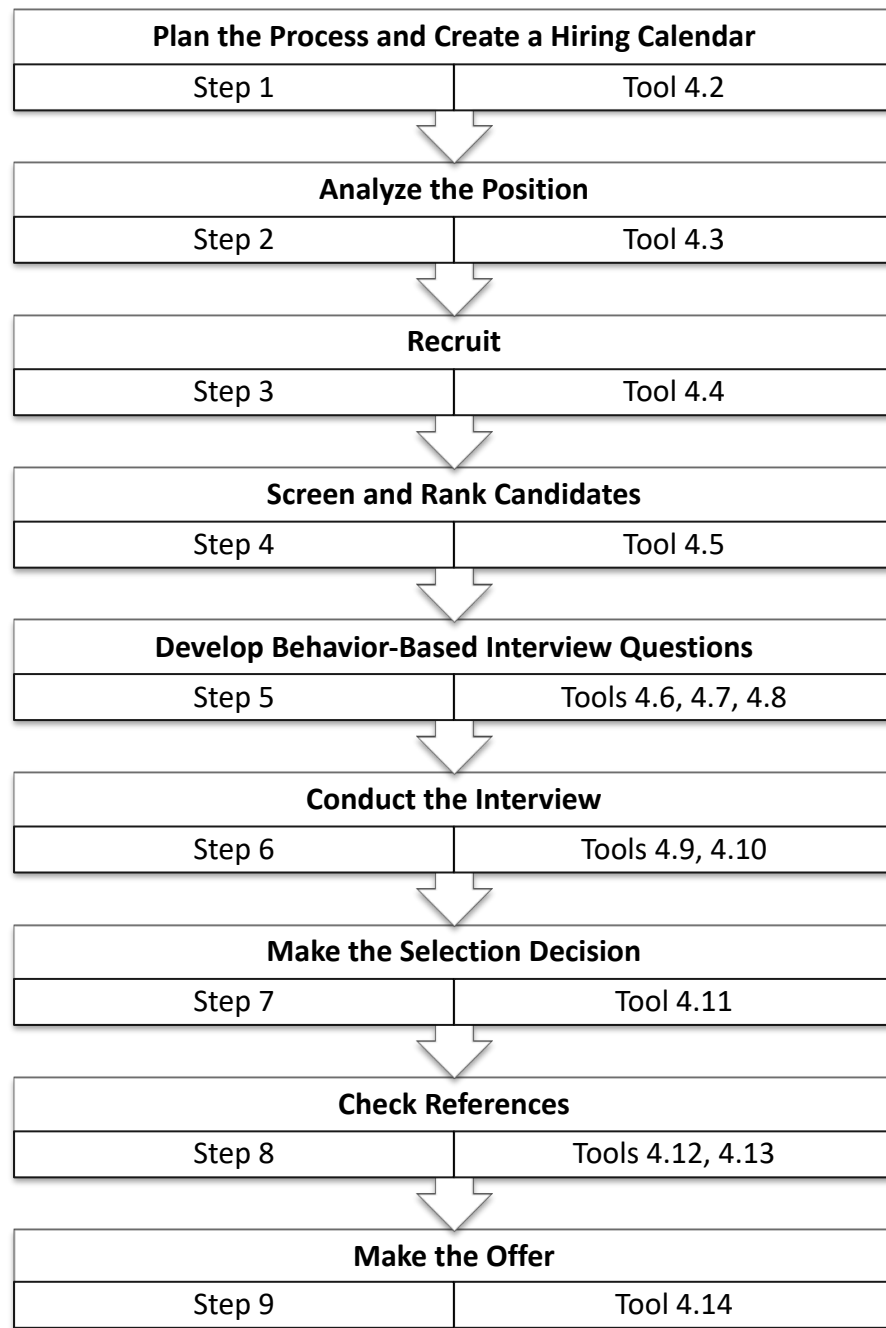 Plan the Process and Create a Hiring Calendar
Step 1 Tool 4.2
Analyze the Position
Step 2 Tool 4.3
Recruit
Step 3 Tool 4.4
Screen and Rank Candidates
Step 4 Tool 4.5
Develop Behavior-Based Interview Questions
Step 5 Tools 4.6, 4.7, 4.8
Conduct the Interview
Step 6 Tools 4.9, 4.10
Make the Selection Decision
Step 7 Tool 4.11
Check References
Step 8 Tools 4.12, 4.13
Make the Offer
Step 9 Tool 4.14